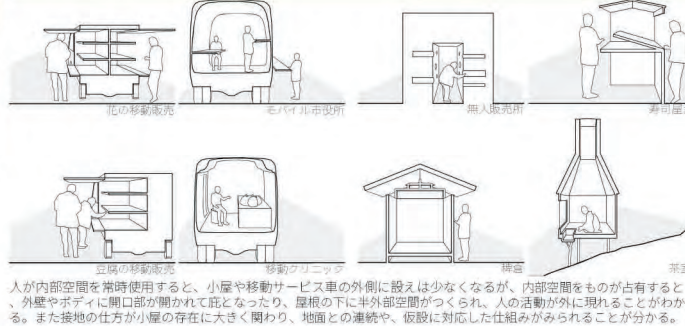 花の移動販売
モバイル市役所
無人販売所
寿司屋
豆腐の移動販売
移動クリニック
稗倉
茶室
人が内部空間を常時使用すると、小屋や移動サービス車の外側に設えは少なくなるが、内部空間をものが占有すると
、外壁やボディに開口部が開かれて庇となったり、屋根の下に半外部空間がつくられ、人の活動が外に現れることがわか
る。また接地の仕方が小屋の存在に大きく関わり、地面との連続や、仮設に対応した仕組みがみられることが分かる。